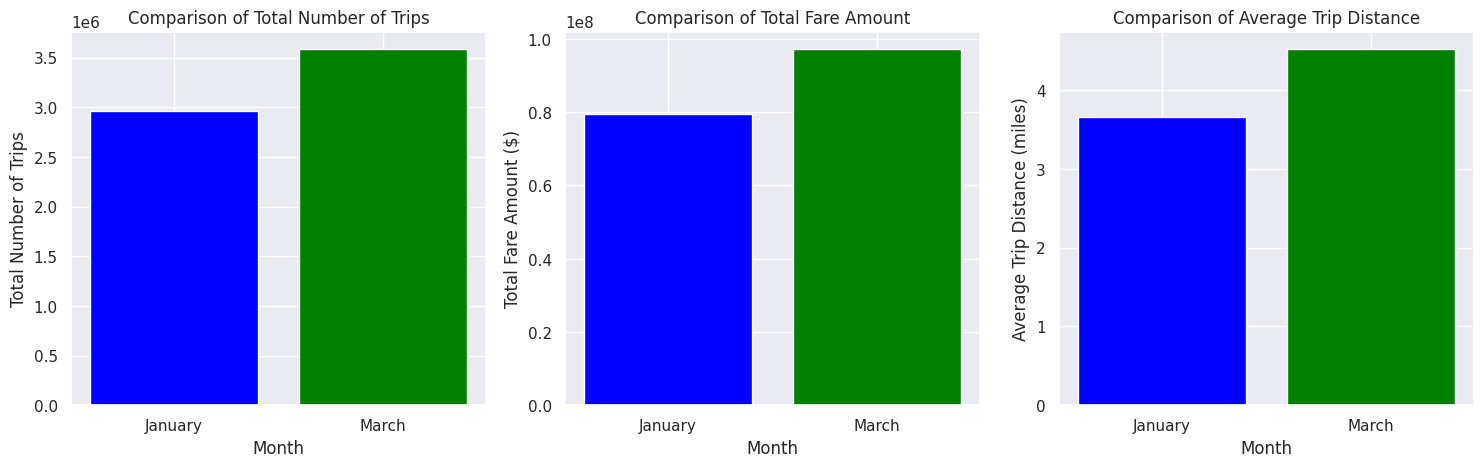 Comparison of Total Number of Trips
1e6
3.5
3.0
2.5
2.0
1.5
1.0
0.5
0.0
Total Number of Trips
January
March
Month
Comparison of Total Fare Amount
1e8
1.0
0.8
0.6
0.4
0.2
0.0
Total Fare Amount ($)
January
March
Month
Comparison of Average Trip Distance
4
3
2
1
0
Average Trip Distance (miles)
January
March
Month